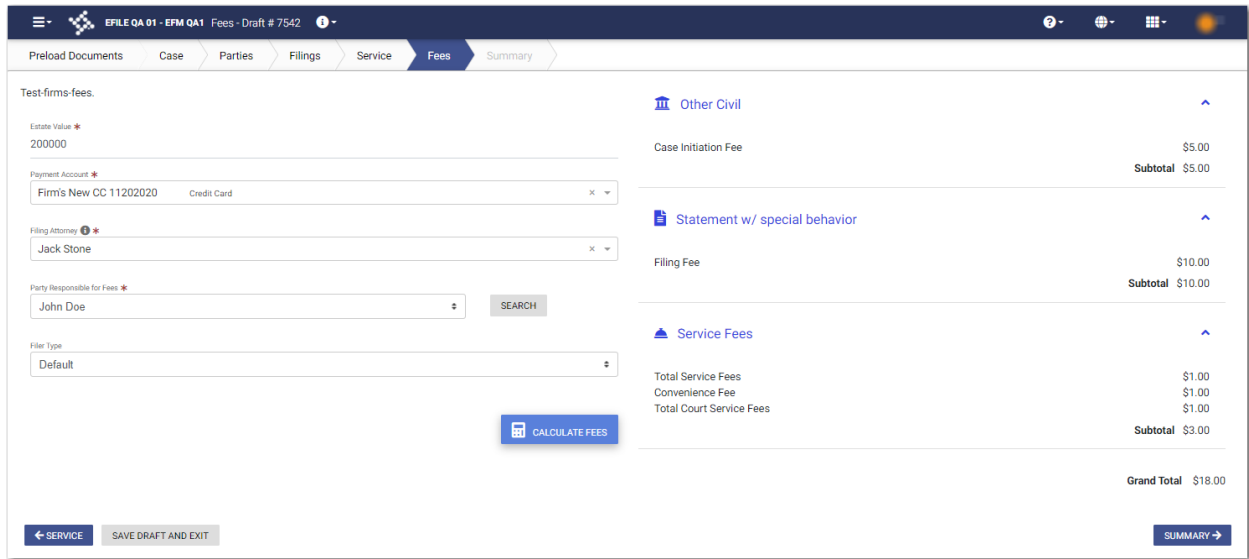 EFILE QA 01 - EFM QA1 Fees - Draft # 7542
Preload Documents Case Parties Filings Service Fees Summary
Test-firms-fees.
Estate Value *
200000
Payment Account *
Firm's New CC 11202020 Credit Card
Filing Attorney *
Jack Stone
Party Responsible for Fees *
John Doe
SEARCH
Filer Type
Default
CALCULATE FEES
Other Civil
Case Initiation Fee $5.00
Subtotal $5.00
Statement w/ special behavior
Filing Fee $10.00
Subtotal $10.00
Service Fees
Total Service Fees $1.00
Convenience Fee $1.00
Total Court Service Fees $1.00
Subtotal $3.00
Grand Total $18.00
SERVICE SAVE DRAFT AND EXIT SUMMARY